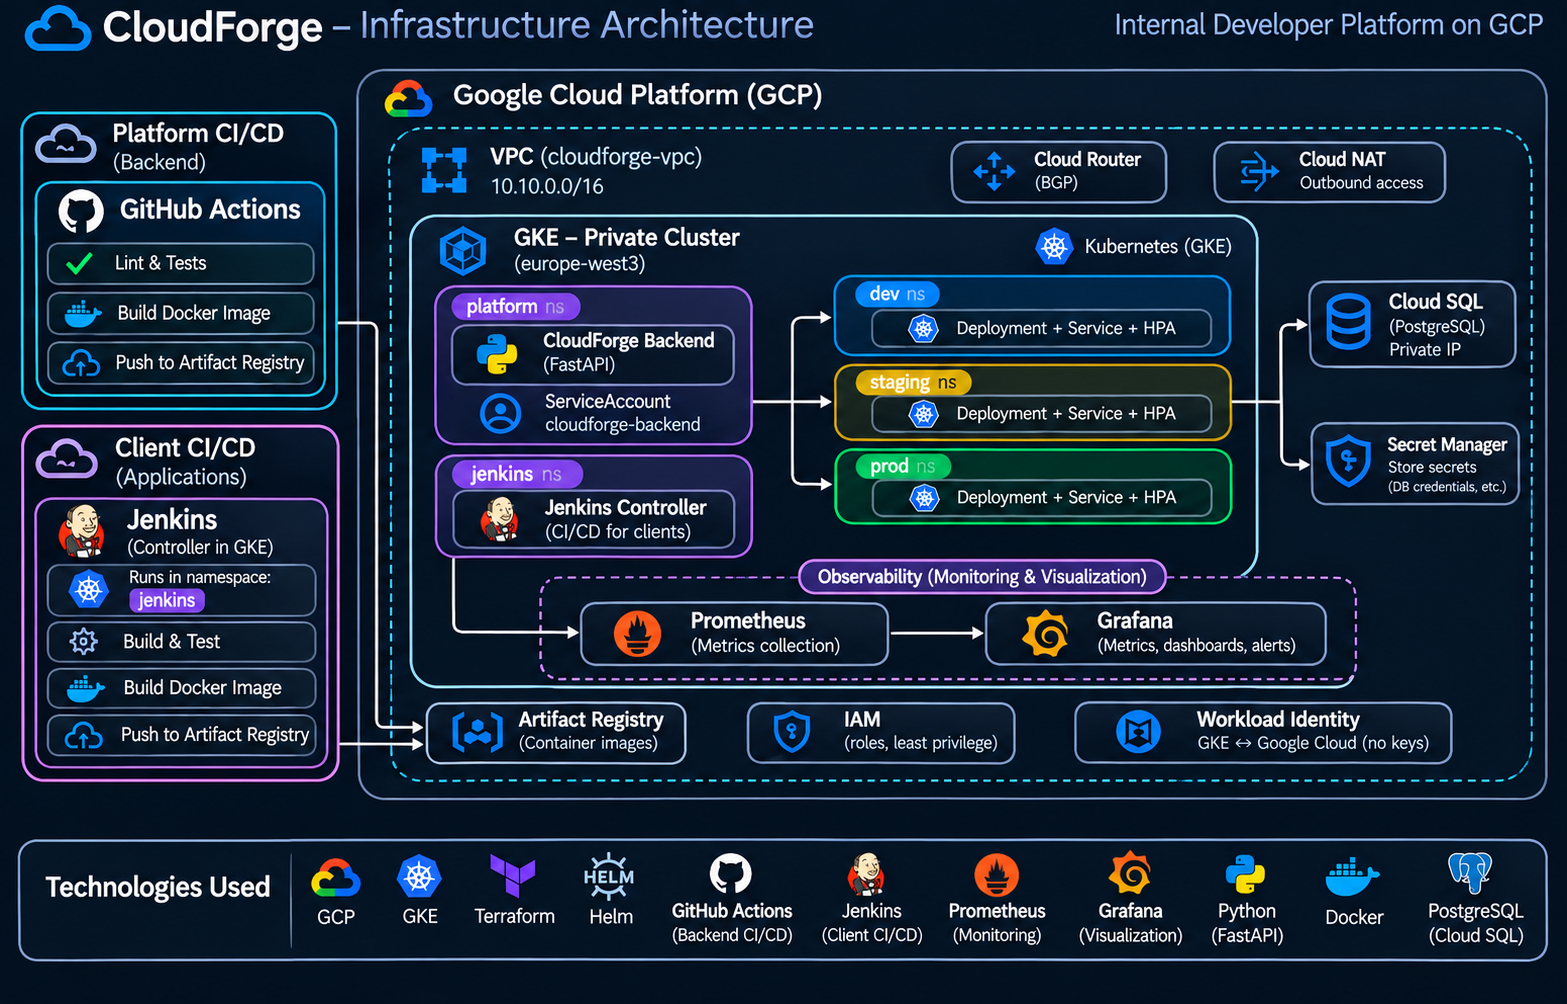 CloudForge – Infrastructure Architecture
Internal Developer Platform on GCP
Platform CI/CD
(Backend)
GitHub Actions
Lint & Tests
Build Docker Image
Push to Artifact Registry
Client CI/CD
(Applications)
Jenkins
(Controller in GKE)
Runs in namespace:
jenkins
Build & Test
Build Docker Image
Push to Artifact Registry
Google Cloud Platform (GCP)
VPC (cloudforge-vpc)
10.10.0.0/16
Cloud Router
(BGP)
Cloud NAT
Outbound access
GKE – Private Cluster
(europe-west3)
Kubernetes (GKE)
platform ns
CloudForge Backend
(FastAPI)
ServiceAccount
cloudforge-backend
jenkins ns
Jenkins Controller
(CI/CD for clients)
dev ns
Deployment + Service + HPA
staging ns
Deployment + Service + HPA
prod ns
Deployment + Service + HPA
Cloud SQL
(PostgreSQL)
Private IP
Secret Manager
Store secrets
(DB credentials, etc.)
Observability (Monitoring & Visualization)
Prometheus
(Metrics collection)
Grafana
(Metrics, dashboards, alerts)
Artifact Registry
(Container images)
IAM
(roles, least privilege)
Workload Identity
GKE ↔ Google Cloud (no keys)
Technologies Used
GCP
GKE
Terraform
HELM
Helm
GitHub Actions
(Backend CI/CD)
Jenkins
(Client CI/CD)
Prometheus
(Monitoring)
Grafana
(Visualization)
Python
(FastAPI)
Docker
PostgreSQL
(Cloud SQL)